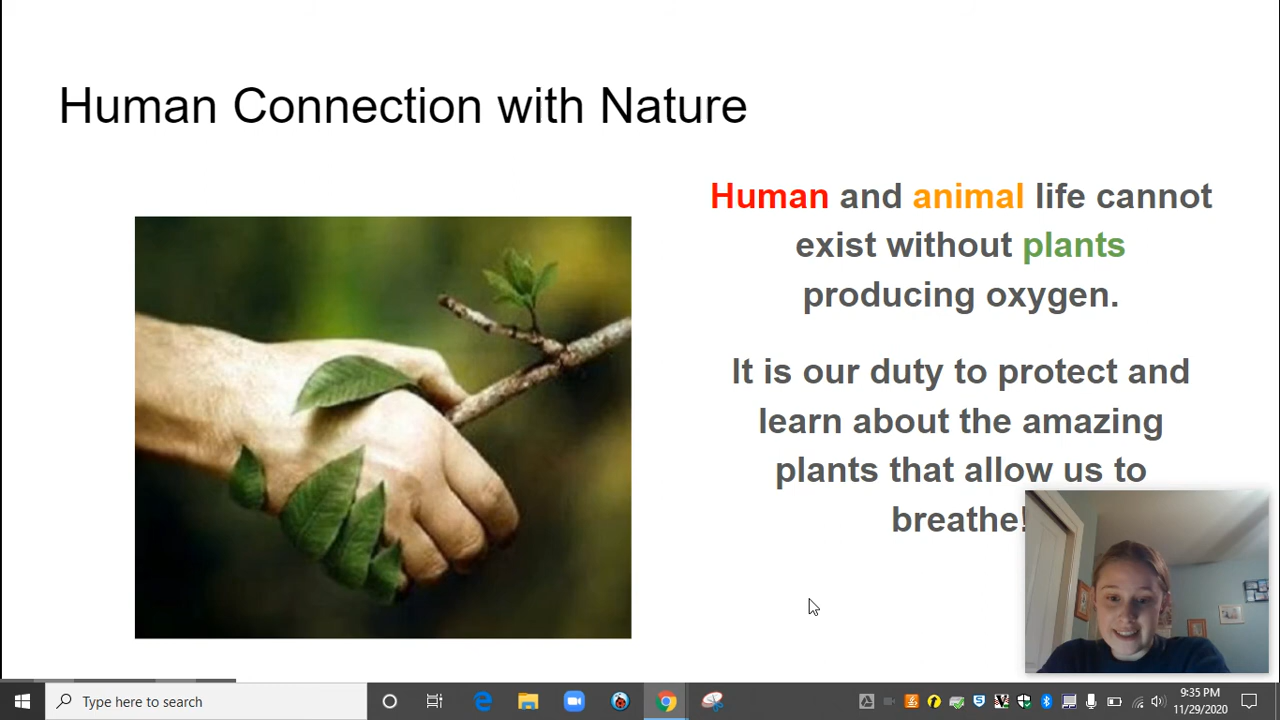 Human Connection with Nature
Human and animal life cannot
exist without plants
producing oxygen.
It is our duty to protect and
learn about the amazing
plants that allow us to
breathe!
Type here to search
9:35 PM
11/29/2020